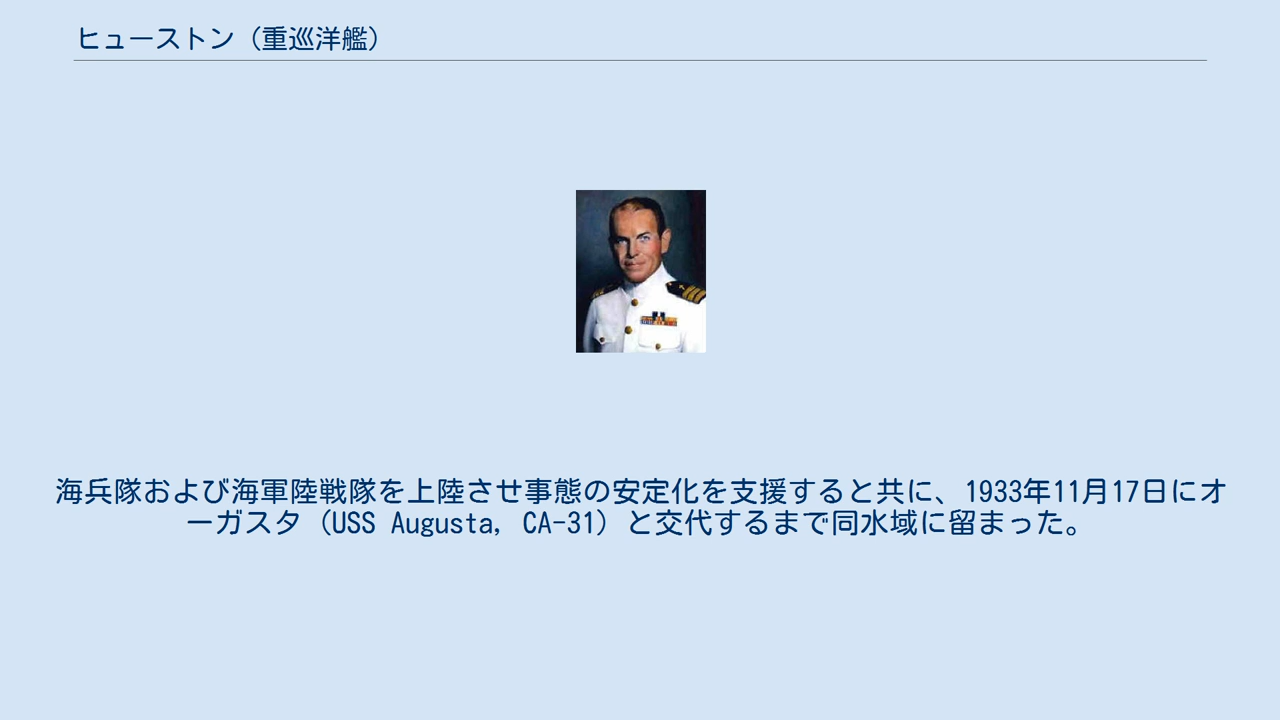 ヒューストン（重巡洋艦）
海兵隊および海軍陸戦隊を上陸させ事態の安定化を支援すると共に、1933年11月17日にオ
ーガスタ（USS Augusta, CA-31）と交代するまで同水域に留まった。